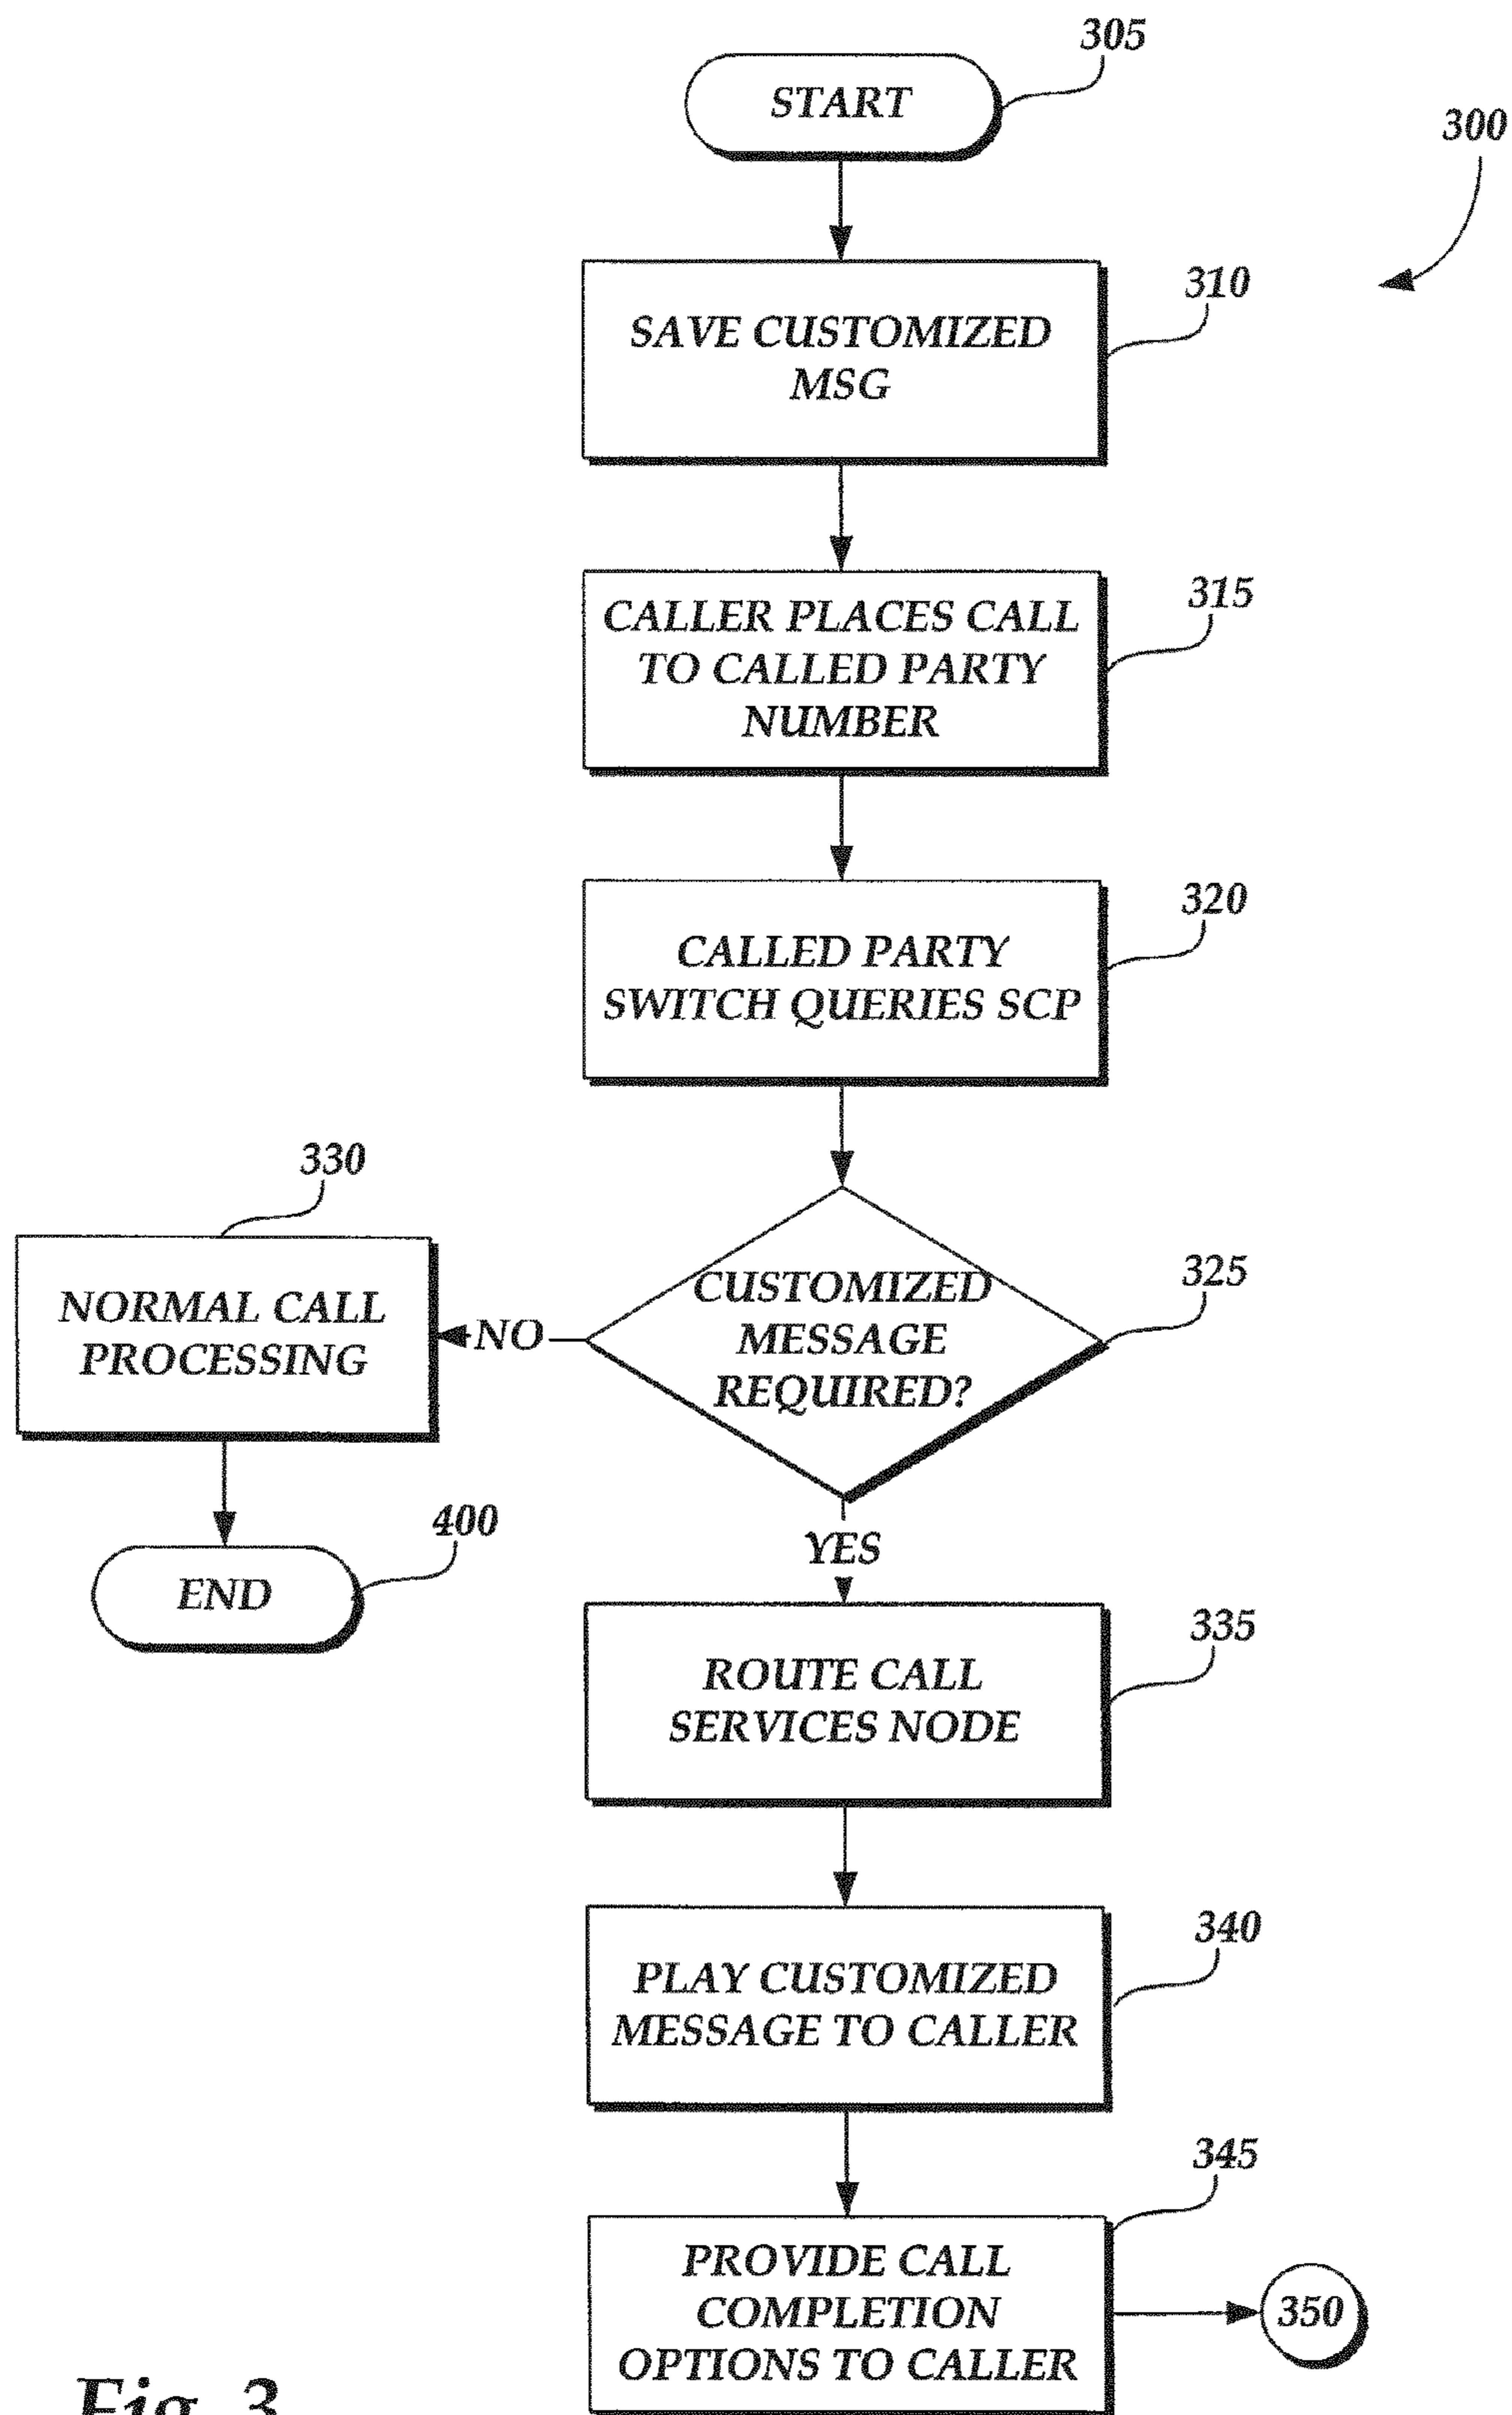 305
START
300
310
SAVE CUSTOMIZED
MSG
315
CALLER PLACES CALL
TO CALLED PARTY
NUMBER
320
CALLED PARTY
SWITCH QUERIES SCP
330
NORMAL CALL
PROCESSING
325
CUSTOMIZED
MESSAGE
REQUIRED?
NO
400
END
YES
335
ROUTE CALL
SERVICES NODE
340
PLAY CUSTOMIZED
MESSAGE TO CALLER
345
PROVIDE CALL
COMPLETION
OPTIONS TO CALLER
350
Fig. 3